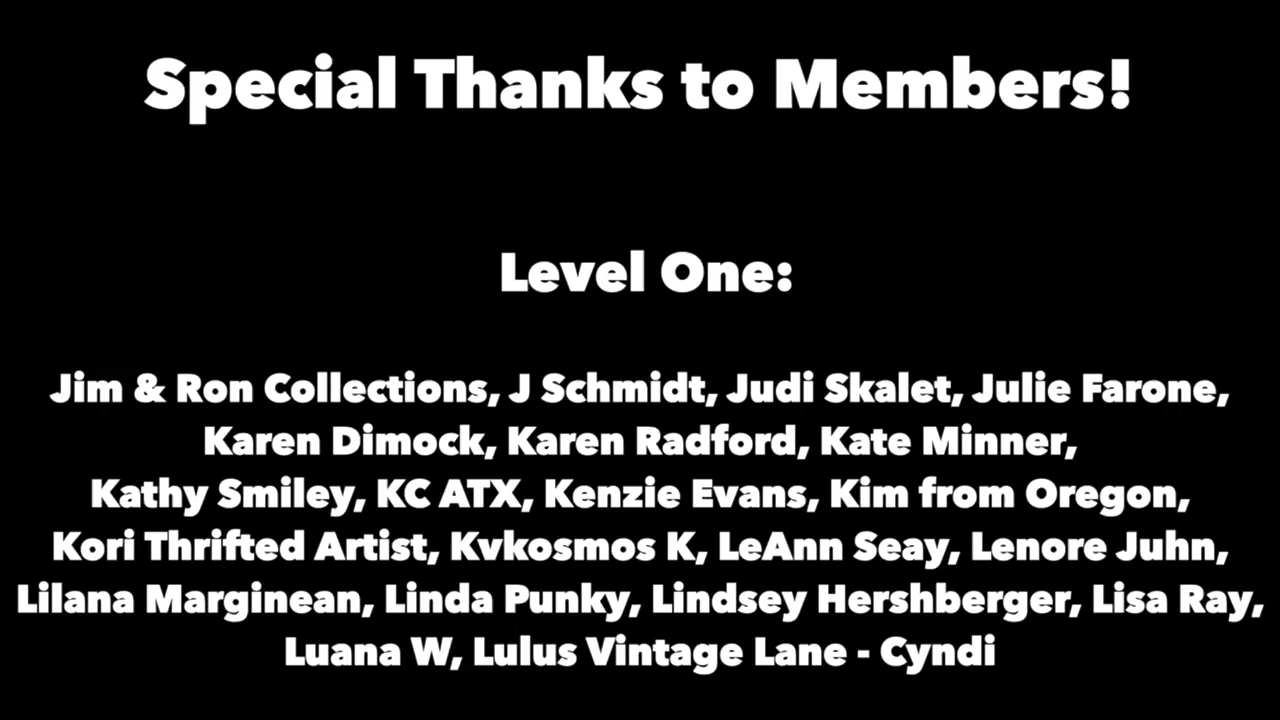 Special Thanks to Members!
Level One:
Jim & Ron Collections, J Schmidt, Judi Skalet, Julie Farone,
Karen Dimock, Karen Radford, Kate Minner,
Kathy Smiley, KC ATX, Kenzie Evans, Kim from Oregon,
Kori Thrifted Artist, Kvkosmos K, LeAnn Seay, Lenore Juhn,
Lilana Marginean, Linda Punky, Lindsey Hershberger, Lisa Ray,
Luana W, Lulus Vintage Lane - Cyndi